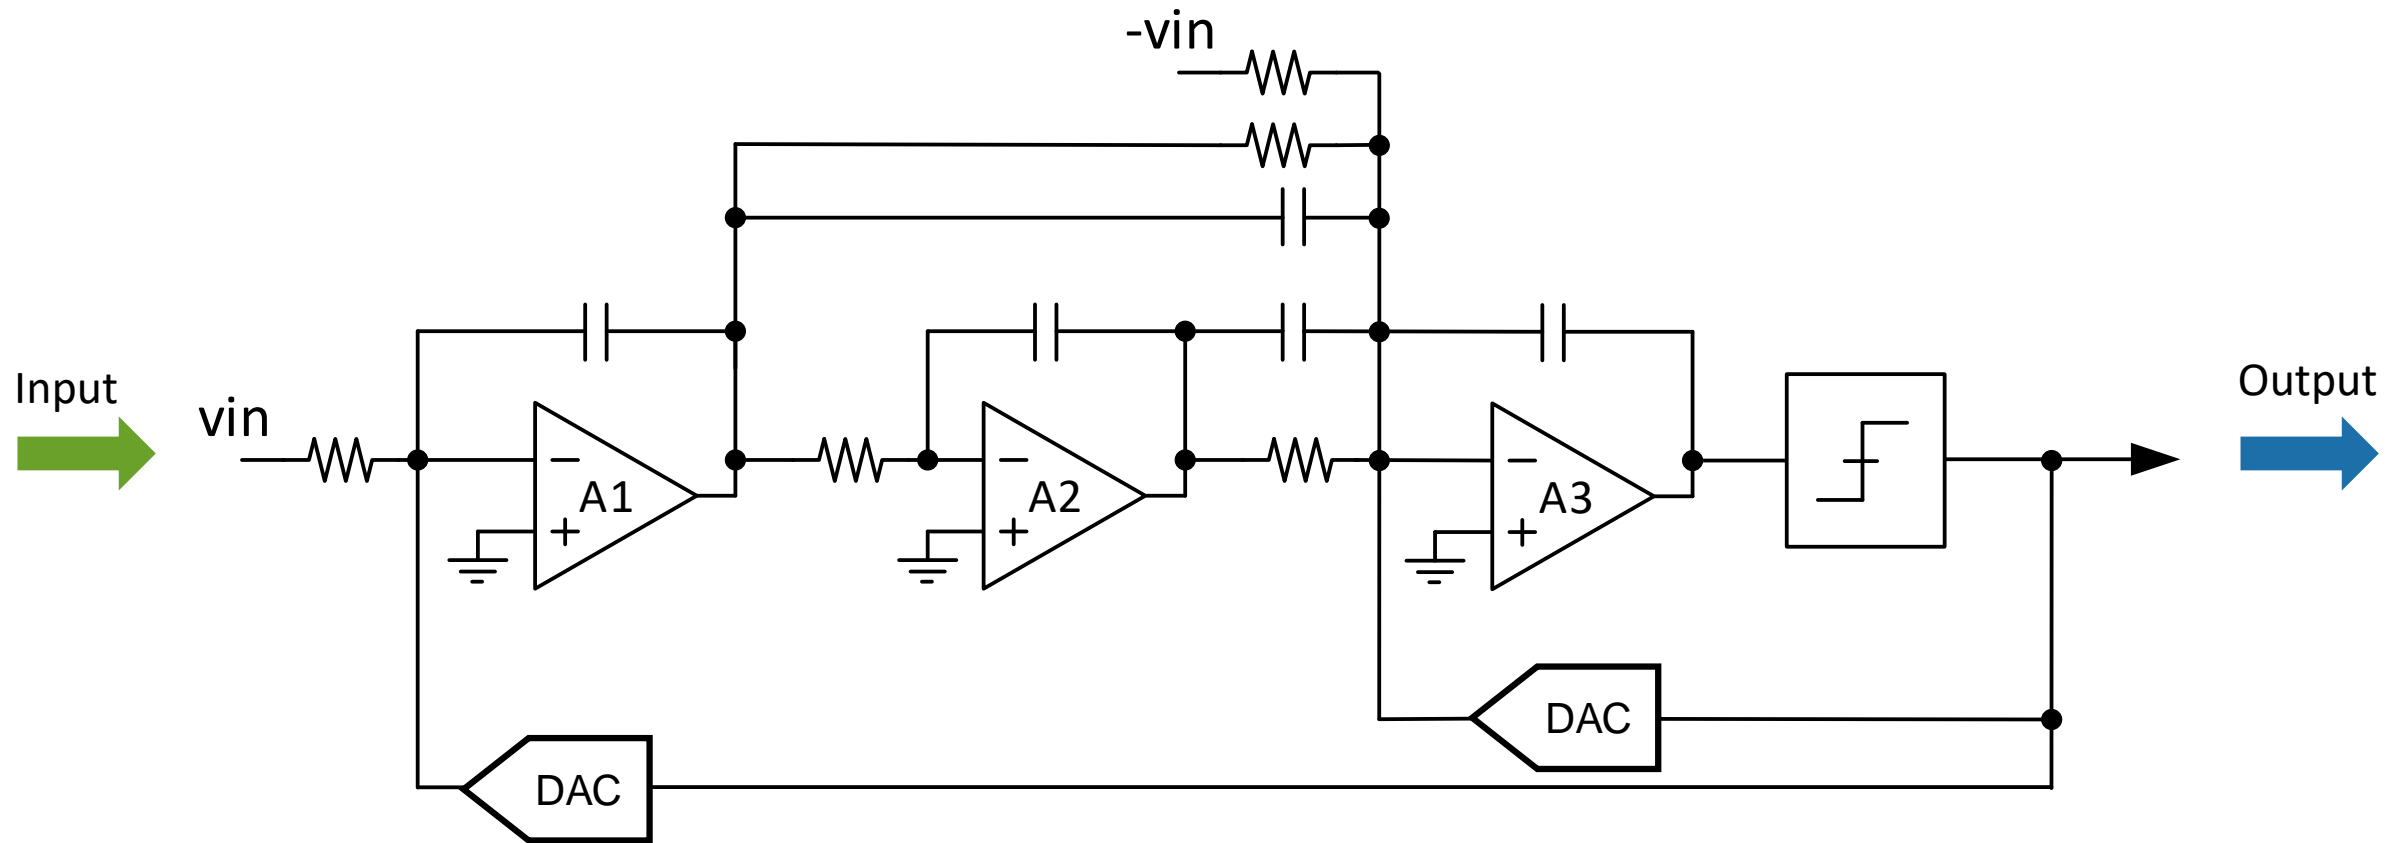 -vin
Input
vin
Output
A1
A2
A3
DAC
DAC